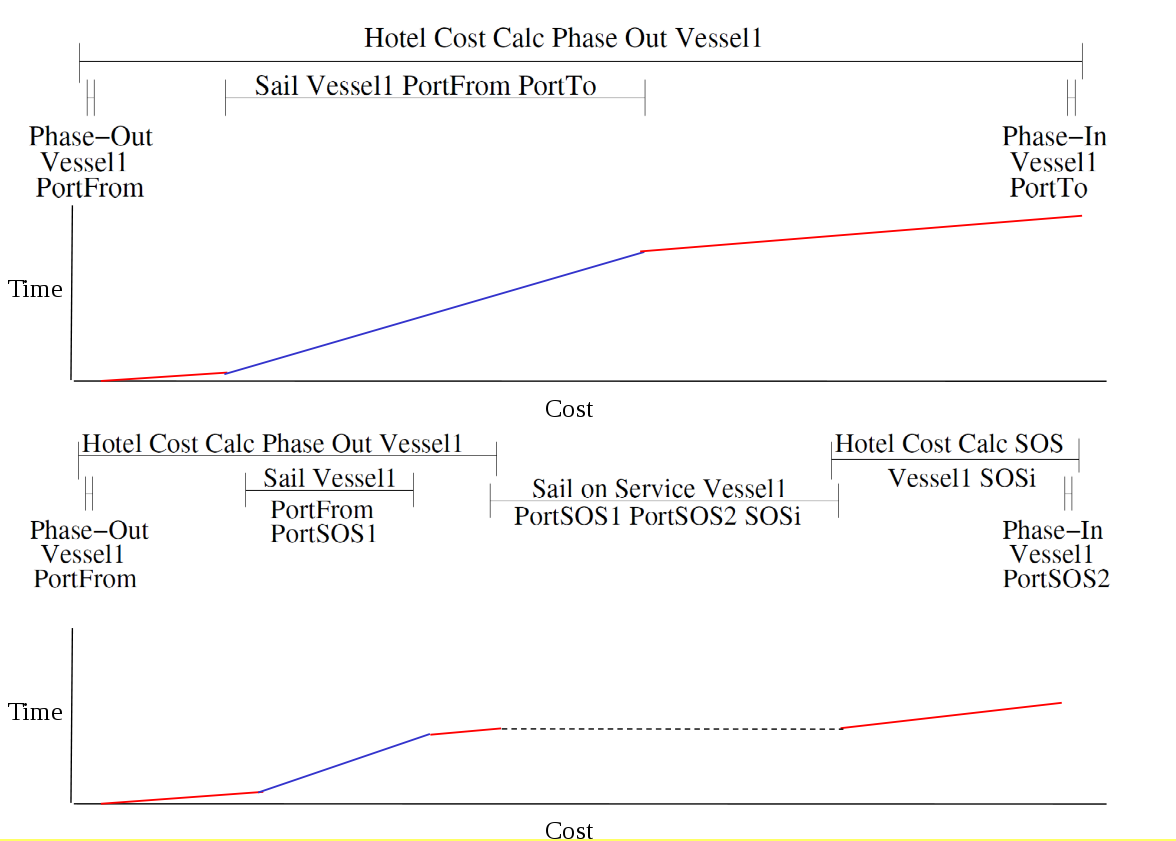 Hotel Cost Calc Phase Out Vessel1
Sail Vessel1 PortFrom PortTo
Phase−Out
Vessel1
PortFrom
Phase−In
Vessel1
PortTo
Time
Cost
Hotel Cost Calc Phase Out Vessel1
Hotel Cost Calc SOS
Vessel1 SOSi
Sail Vessel1
PortFrom
PortSOS1
Sail on Service Vessel1
PortSOS1 PortSOS2 SOSi
Phase−Out
Vessel1
PortFrom
Phase−In
Vessel1
PortSOS2
Time
Cost